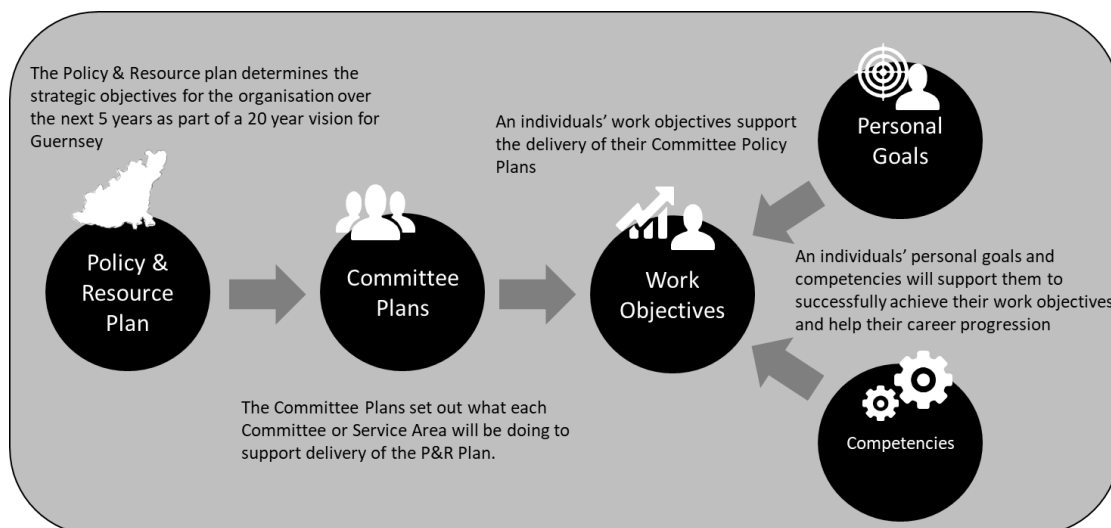 The Policy & Resource plan determines the
strategic objectives for the organisation over
the next 5 years as part of a 20 year vision for
Guernsey
Policy &
Resource
Plan
Committee
Plans
The Committee Plans set out what each
Committee or Service Area will be doing to
support delivery of the P&R Plan.
An individuals’ work objectives support
the delivery of their Committee Policy
Plans
Work
Objectives
Personal
Goals
An individuals’ personal goals and
competencies will support them to
successfully achieve their work objectives
and help their career progression
Competencies